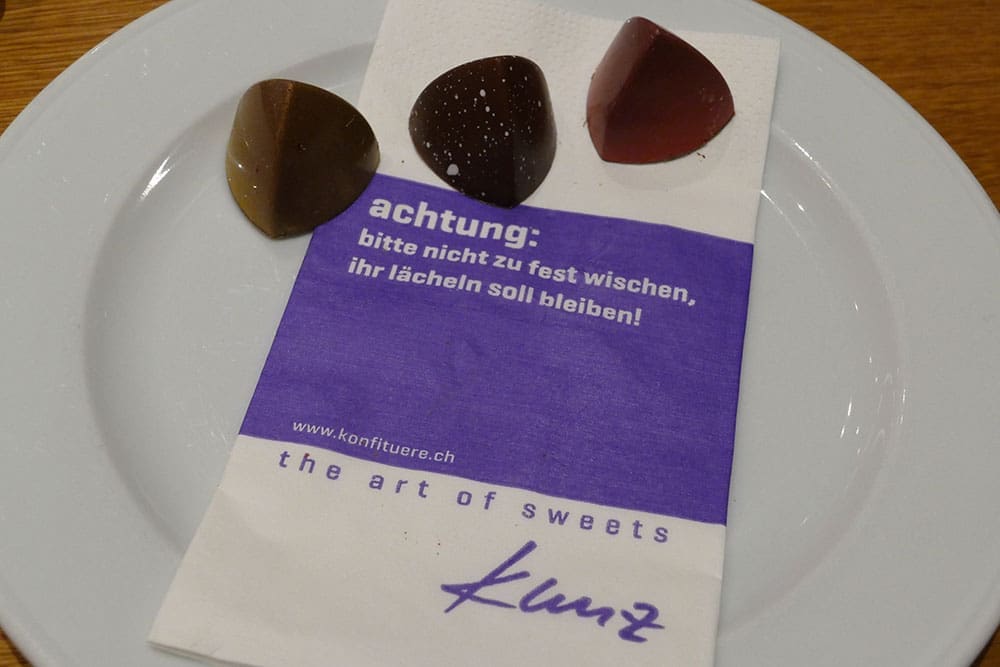 achtung:
bitte nicht zu fest wischen,
ihr lächeln soll bleiben!
www.konfituere.ch
the art of sweets
Kunz